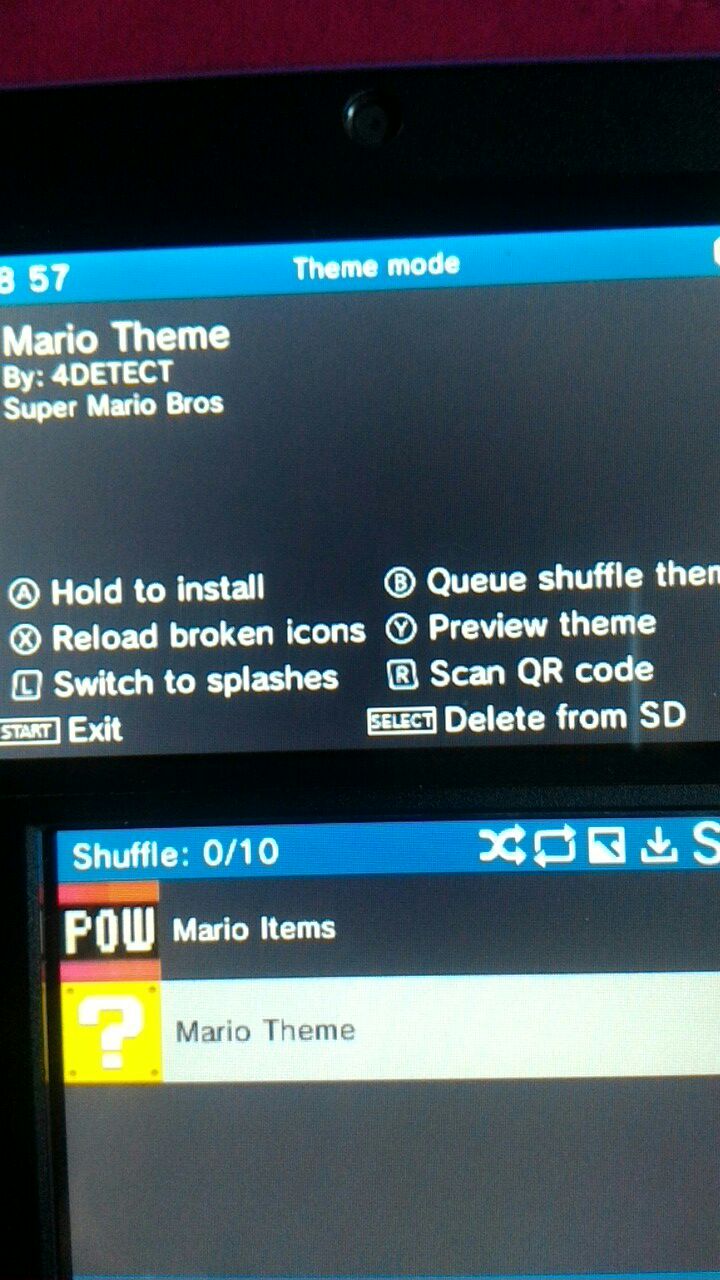 8 57 Theme mode
Mario Theme
By: 4DETECT
Super Mario Bros
A Hold to install B Queue shuffle them
X Reload broken icons Y Preview theme
L Switch to splashes R Scan QR code
START Exit SELECT Delete from SD
Shuffle: 0/10 S
POW Mario Items
? Mario Theme